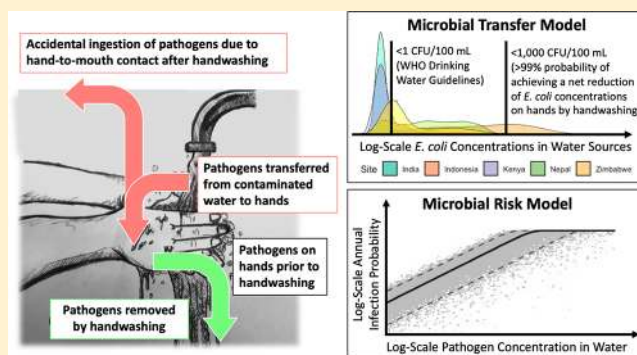 Accidental ingestion of pathogens due to
hand-to-mouth contact after handwashing
Pathogens transferred
from contaminated
water to hands
Pathogens on
hands prior to
handwashing
Pathogens removed
by handwashing
Microbial Transfer Model
<1 CFU/100 mL
(WHO Drinking
Water Guidelines)
<1,000 CFU/100 mL
(>99% probability of
achieving a net reduction
of E. coli concentrations
on hands by handwashing)
Log-Scale E. coli Concentrations in Water Sources
Site India Indonesia Kenya Nepal Zimbabwe
Microbial Risk Model
Log-Scale Annual
Infection Probability
Log-Scale Pathogen Concentration in Water